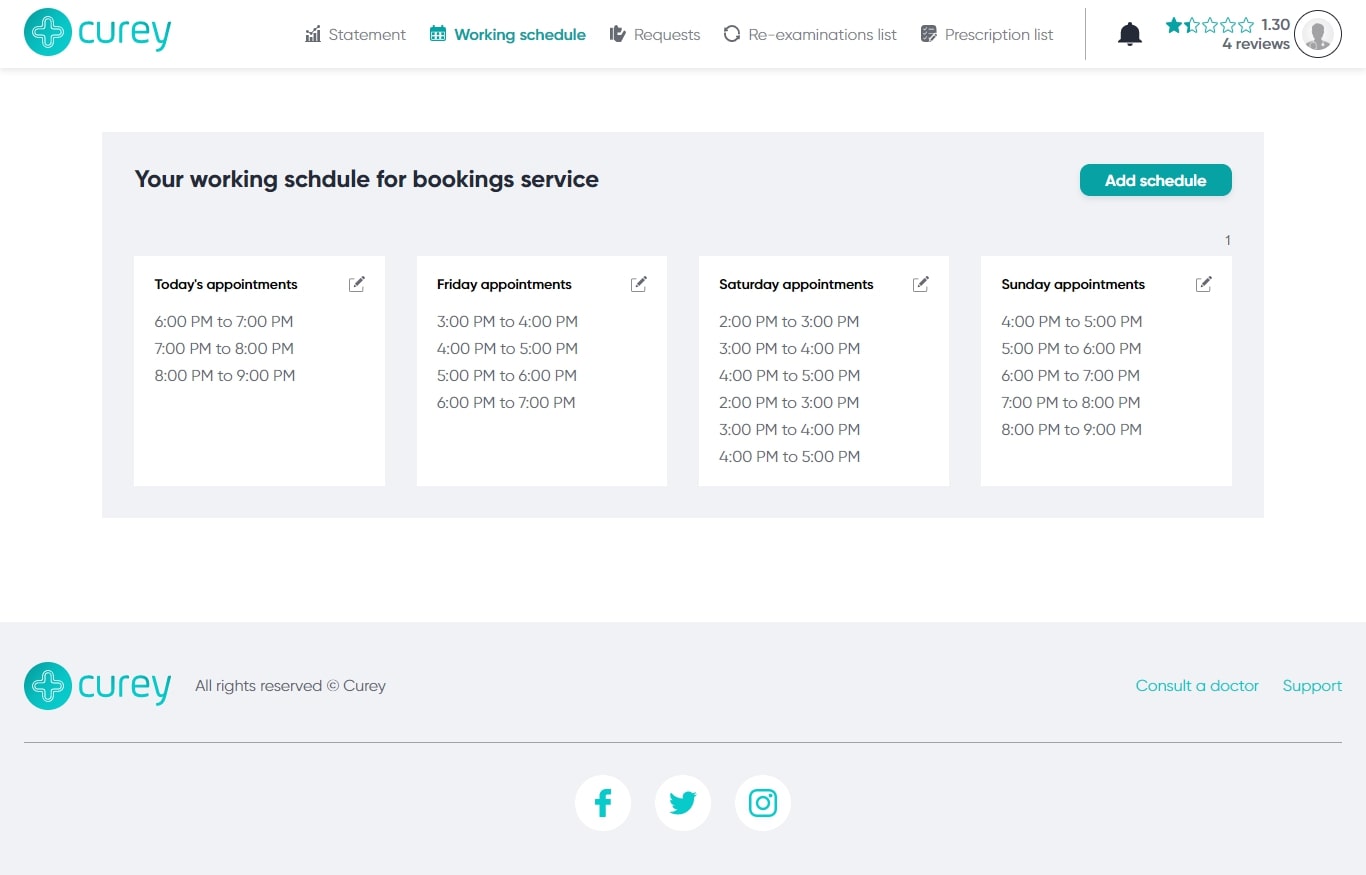 curey
Statement
Working schedule
Requests
Re-examinations list
Prescription list
1.30
4 reviews
Your working schdule for bookings service
Add schedule
1
Today's appointments
6:00 PM to 7:00 PM
7:00 PM to 8:00 PM
8:00 PM to 9:00 PM
Friday appointments
3:00 PM to 4:00 PM
4:00 PM to 5:00 PM
5:00 PM to 6:00 PM
6:00 PM to 7:00 PM
Saturday appointments
2:00 PM to 3:00 PM
3:00 PM to 4:00 PM
4:00 PM to 5:00 PM
2:00 PM to 3:00 PM
3:00 PM to 4:00 PM
4:00 PM to 5:00 PM
Sunday appointments
4:00 PM to 5:00 PM
5:00 PM to 6:00 PM
6:00 PM to 7:00 PM
7:00 PM to 8:00 PM
8:00 PM to 9:00 PM
curey
All rights reserved © Curey
Consult a doctor
Support